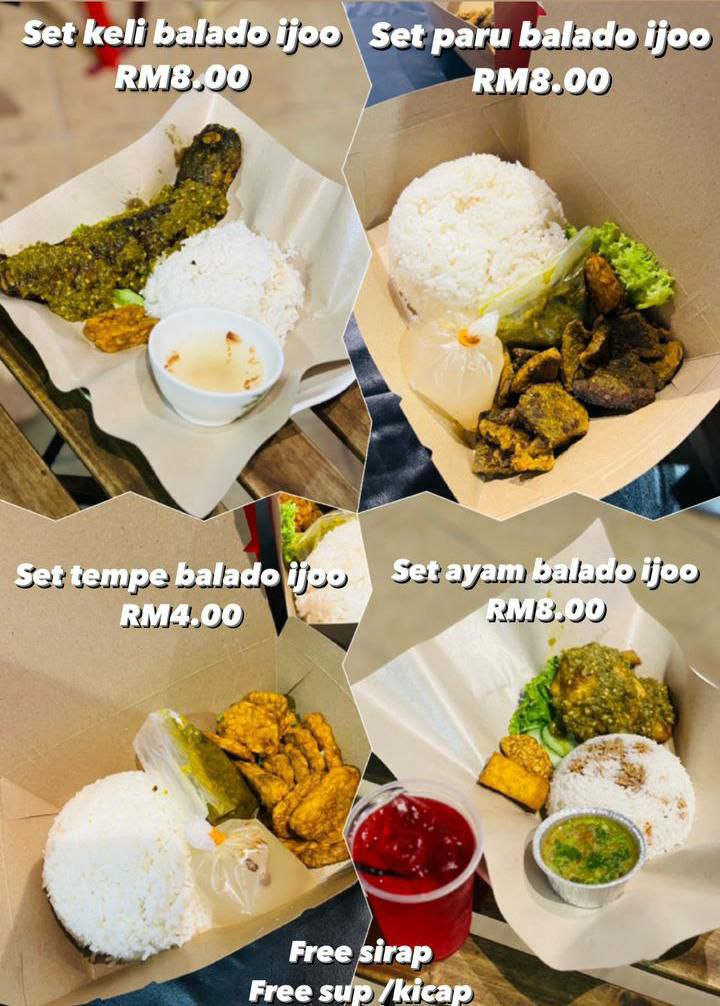 Set keli balado ijoo
RM8.00
Set paru balado ijoo
RM8.00
Set tempe balado ijoo
RM4.00
Set ayam balado ijoo
RM8.00
Free sirap
Free sup /kicap